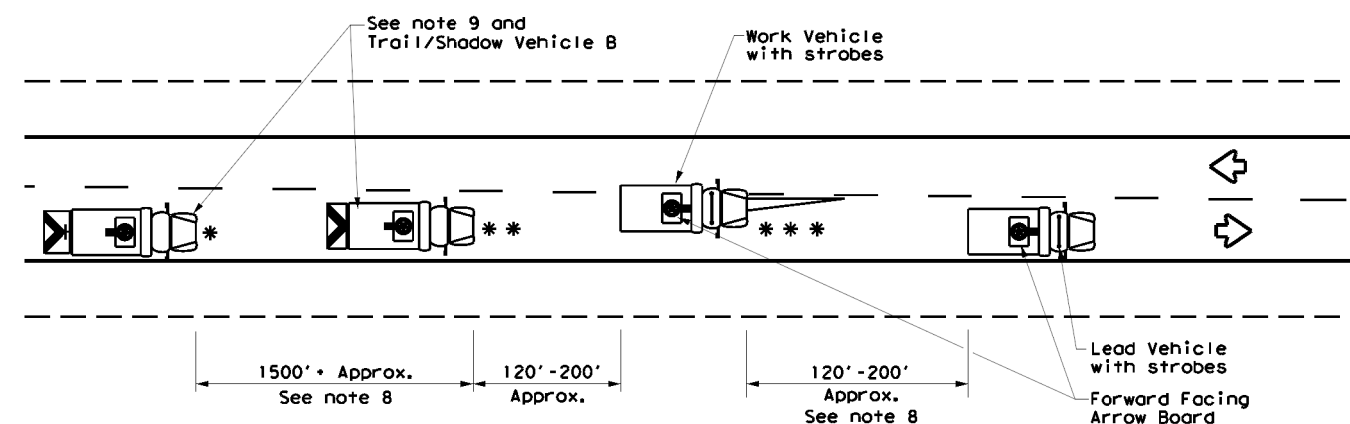 See note 9 and
Trail/Shadow Vehicle B
Work Vehicle
with strobes
*
* *
* * *
1500'+ Approx.
See note 8
120'-200'
Approx.
120'-200'
Approx.
See note 8
Lead Vehicle
with strobes
Forward Facing
Arrow Board